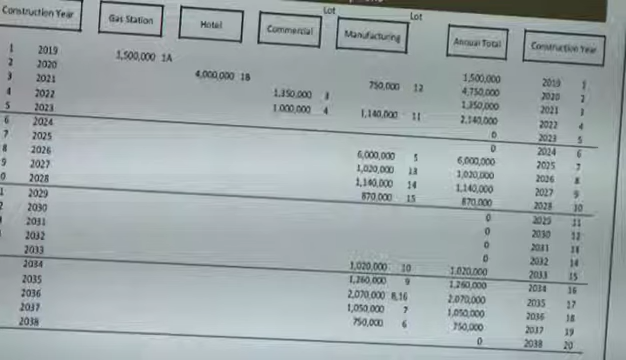 Lot Lot
Construction Year Gas Station Hotel Commercial Manufacturing Annual Total Construction Year
1 2019 1,500,000 1A 1,500,000 2019 1
2 2020 4,000,000 1B 750,000 12 4,750,000 2020 2
3 2021 1,350,000 3 1,350,000 2021 3
4 2022 1,000,000 4 1,140,000 11 2,140,000 2022 4
5 2023 0 2023 5
6 2024 0 2024 6
7 2025 6,000,000 5 6,000,000 2025 7
8 2026 1,020,000 13 1,020,000 2026 8
9 2027 1,140,000 14 1,140,000 2027 9
0 2028 870,000 15 870,000 2028 10
1 2029 0 2029 11
2 2030 0 2030 12
2031 0 2031 13
2032 0 2032 14
2033 1,020,000 10 1,020,000 2033 15
2034 1,260,000 9 1,260,000 2034 16
2035 2,070,000 8,16 2,070,000 2035 17
2036 1,050,000 7 1,050,000 2036 18
2037 750,000 6 750,000 2037 19
2038 0 2038 20